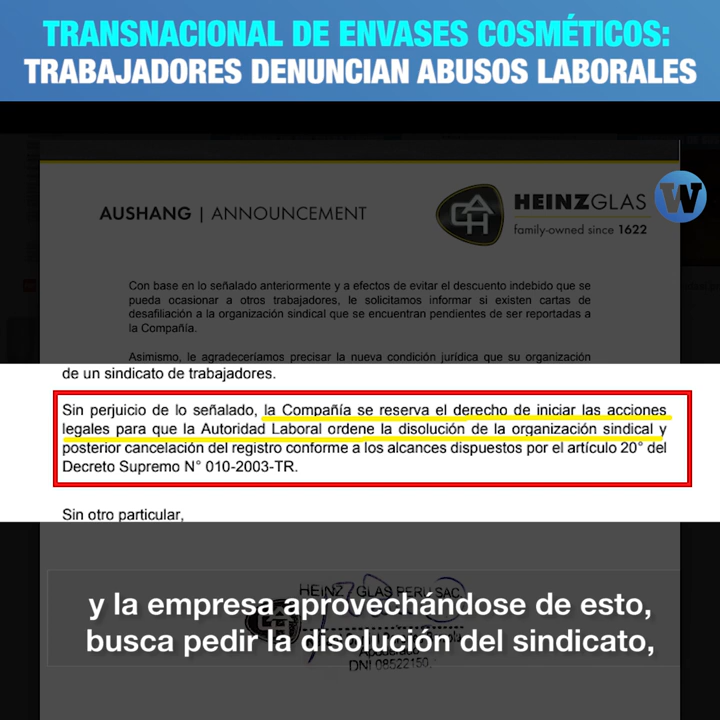 TRANSNACIONAL DE ENVASES COSMÉTICOS:
TRABAJADORES DENUNCIAN ABUSOS LABORALES
W
AUSHANG | ANNOUNCEMENT
HEINZGLAS
family-owned since 1622
Con base en lo señalado anteriormente y a efectos de evitar el descuento indebido que se
pueda ocasionar a otros trabajadores, le solicitamos informar si existen cartas de
desafiliación a la organización sindical que se encuentran pendientes de ser reportadas a
la Compañía.
Asimismo, le agradeceríamos precisar la nueva condición jurídica que su organización
de un sindicato de trabajadores.
Sin perjuicio de lo señalado, la Compañía se reserva el derecho de iniciar las acciones
legales para que la Autoridad Laboral ordene la disolución de la organización sindical y
posterior cancelación del registro conforme a los alcances dispuestos por el artículo 20° del
Decreto Supremo N° 010-2003-TR.
Sin otro particular,
HEINZ GLAS PERU SAC
y la empresa aprovechándose de esto,
busca pedir la disolución del sindicato,
DNI 08522150